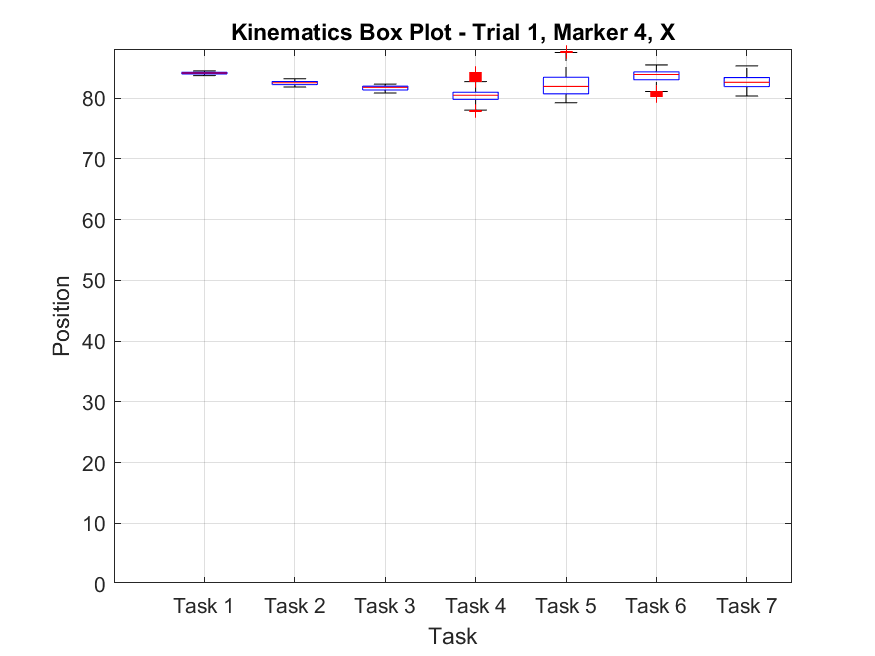 Kinematics Box Plot - Trial 1, Marker 4, X
80
70
60
50
40
30
20
10
0
Position
Task 1 Task 2 Task 3 Task 4 Task 5 Task 6 Task 7
Task